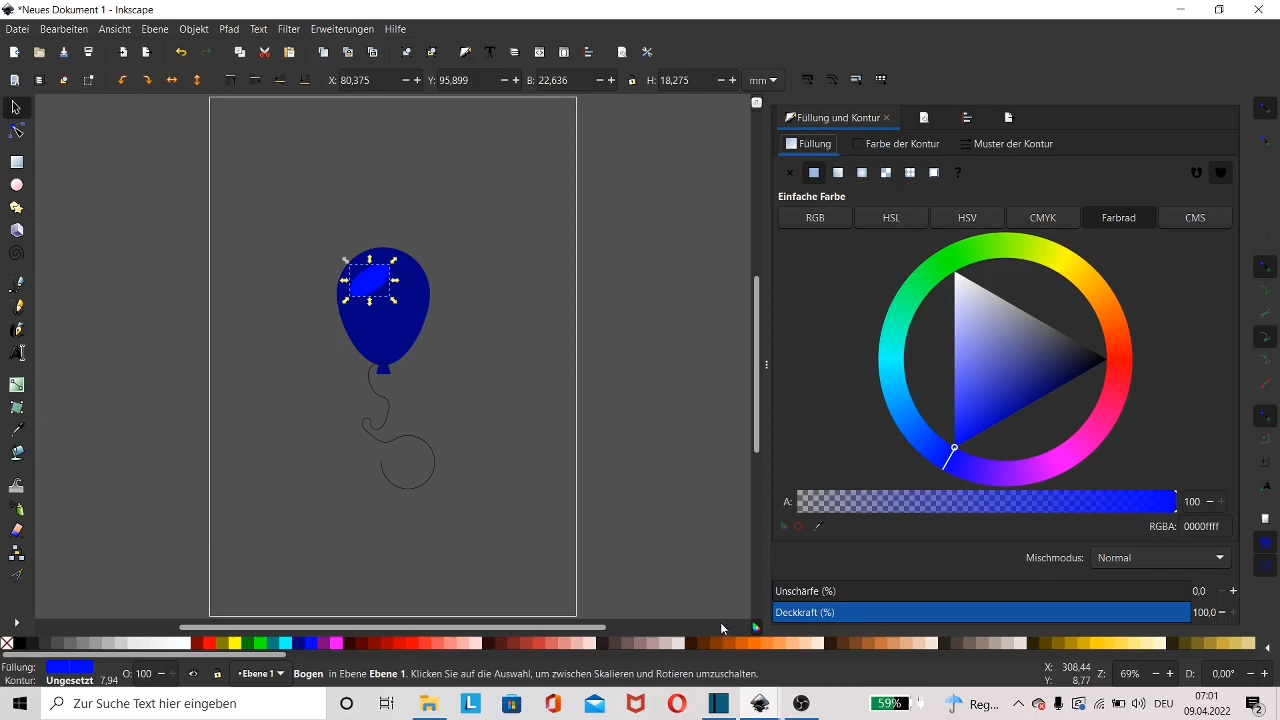 *Neues Dokument 1 - Inkscape
Datei Bearbeiten Ansicht Ebene Objekt Pfad Text Filter Erweiterungen Hilfe
X: 80,375 Y: 95,899 B: 22,636 H: 18,275 mm
Füllung und Kontur
Füllung Farbe der Kontur Muster der Kontur
?
Einfache Farbe
RGB HSL HSV CMYK Farbrad CMS
A: 100
RGBA: 0000ffff
Mischmodus: Normal
Unschärfe (%) 0,0
Deckkraft (%) 100,0
Füllung:
Kontur: Ungesetzt 7,94
O: 100
•Ebene 1
Bogen in Ebene Ebene 1. Klicken Sie auf die Auswahl, um zwischen Skalieren und Rotieren umzuschalten.
X: 308,44
Y: 8,77
Z: 69%
D: 0,00°
Zur Suche Text hier eingeben
59%
Reg...
DEU
07:01
09.04.2022
2